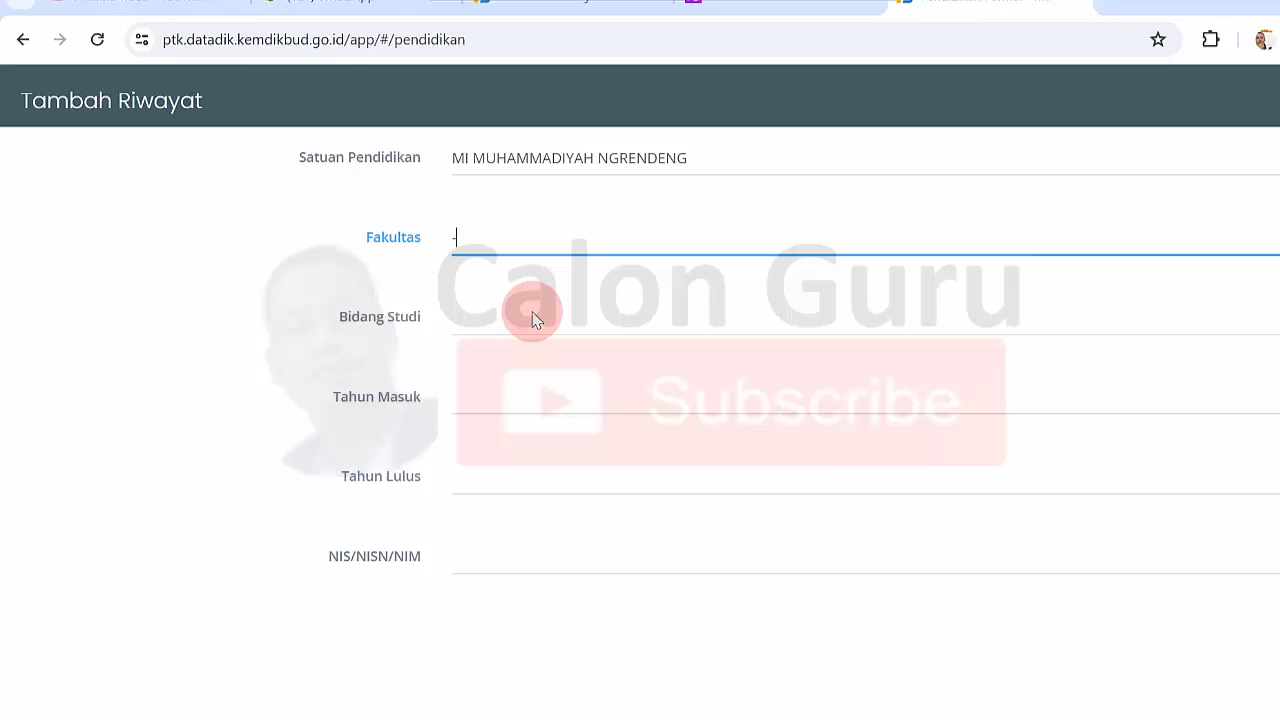 ptk.datadik.kemdikbud.go.id/app/#/pendidikan
Tambah Riwayat
Satuan Pendidikan
MI MUHAMMADIYAH NGRENDENG
Fakultas
-
Calon Guru
Bidang Studi
Tahun Masuk
Subscribe
Tahun Lulus
NIS/NISN/NIM